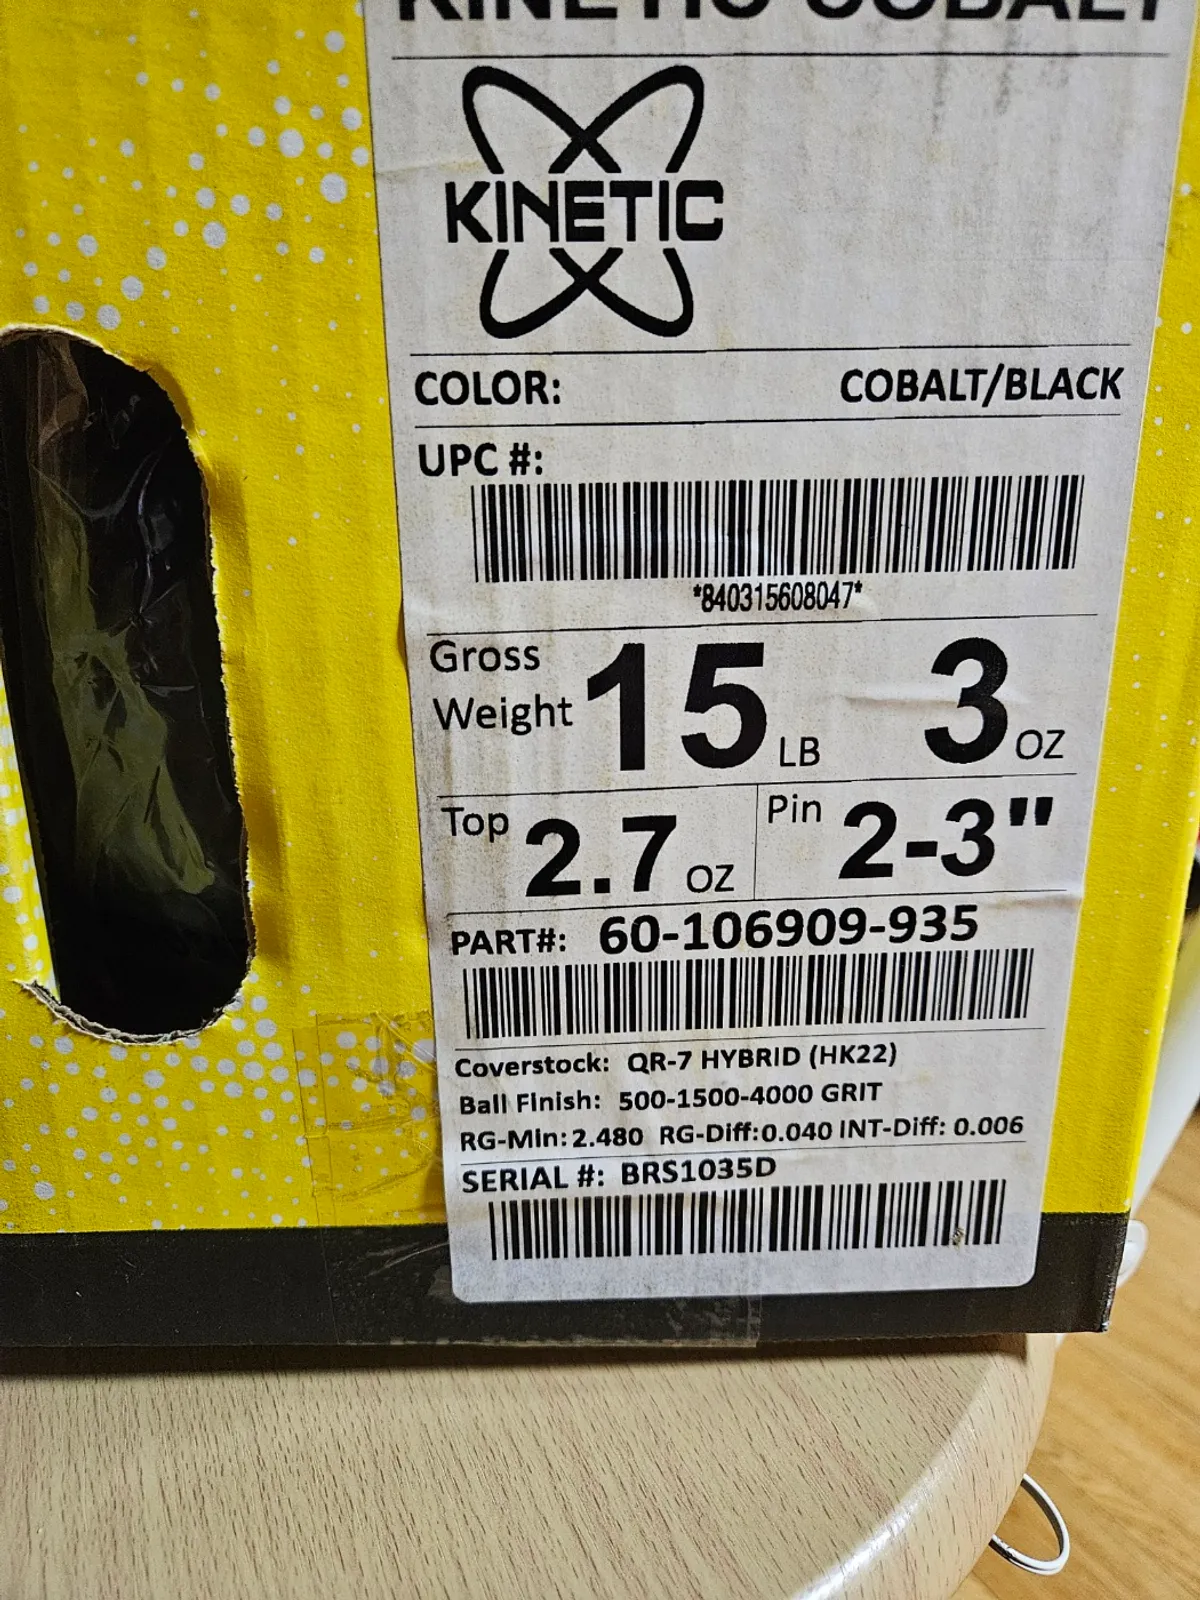 KINETIC COBALT
KINETIC
COLOR: COBALT/BLACK
UPC #:
*840315608047*
Gross Weight 15 LB 3 OZ
Top 2.7 OZ Pin 2-3"
PART#: 60-106909-935
Coverstock: QR-7 HYBRID (HK22)
Ball Finish: 500-1500-4000 GRIT
RG-Min: 2.480 RG-Diff:0.040 INT-Diff: 0.006
SERIAL #: BRS1035D